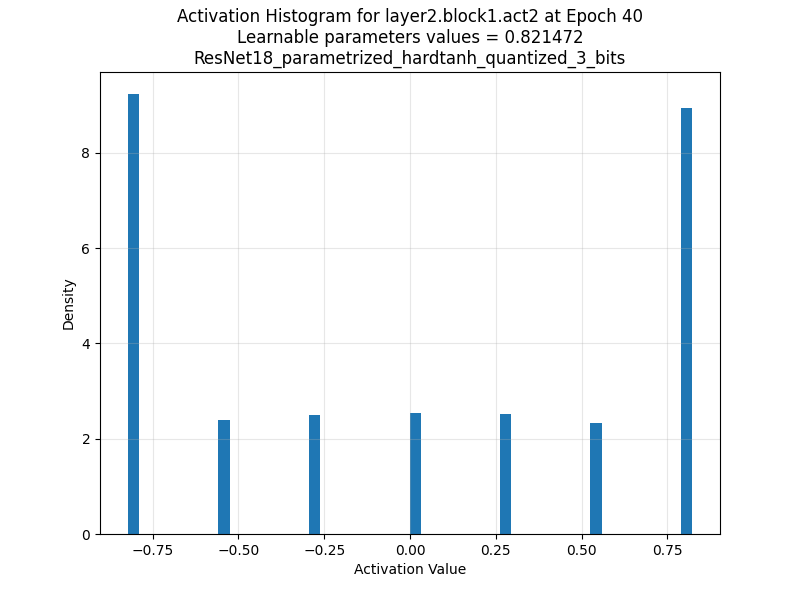 Activation Histogram for layer2.block1.act2 at Epoch 40
Learnable parameters values = 0.821472
ResNet18_parametrized_hardtanh_quantized_3_bits
Density
8
6
4
2
0
−0.75 −0.50 −0.25 0.00 0.25 0.50 0.75
Activation Value